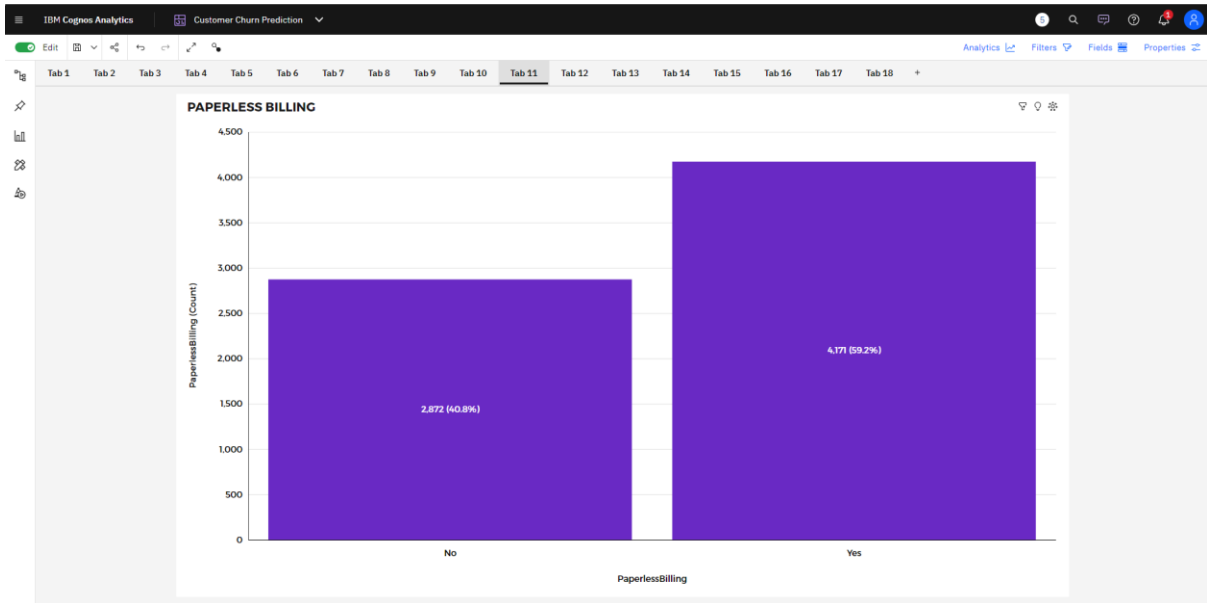 IBM Cognos Analytics
Customer Churn Prediction
5
1
Edit
Analytics
Filters
Fields
Properties
Tab 1 Tab 2 Tab 3 Tab 4 Tab 5 Tab 6 Tab 7 Tab 8 Tab 9 Tab 10 Tab 11 Tab 12 Tab 13 Tab 14 Tab 15 Tab 16 Tab 17 Tab 18 +
PAPERLESS BILLING
PaperlessBilling (Count)
4,500
4,000
3,500
3,000
2,500
2,000
1,500
1,000
500
0
4,171 (59.2%)
2,872 (40.8%)
No Yes
PaperlessBilling